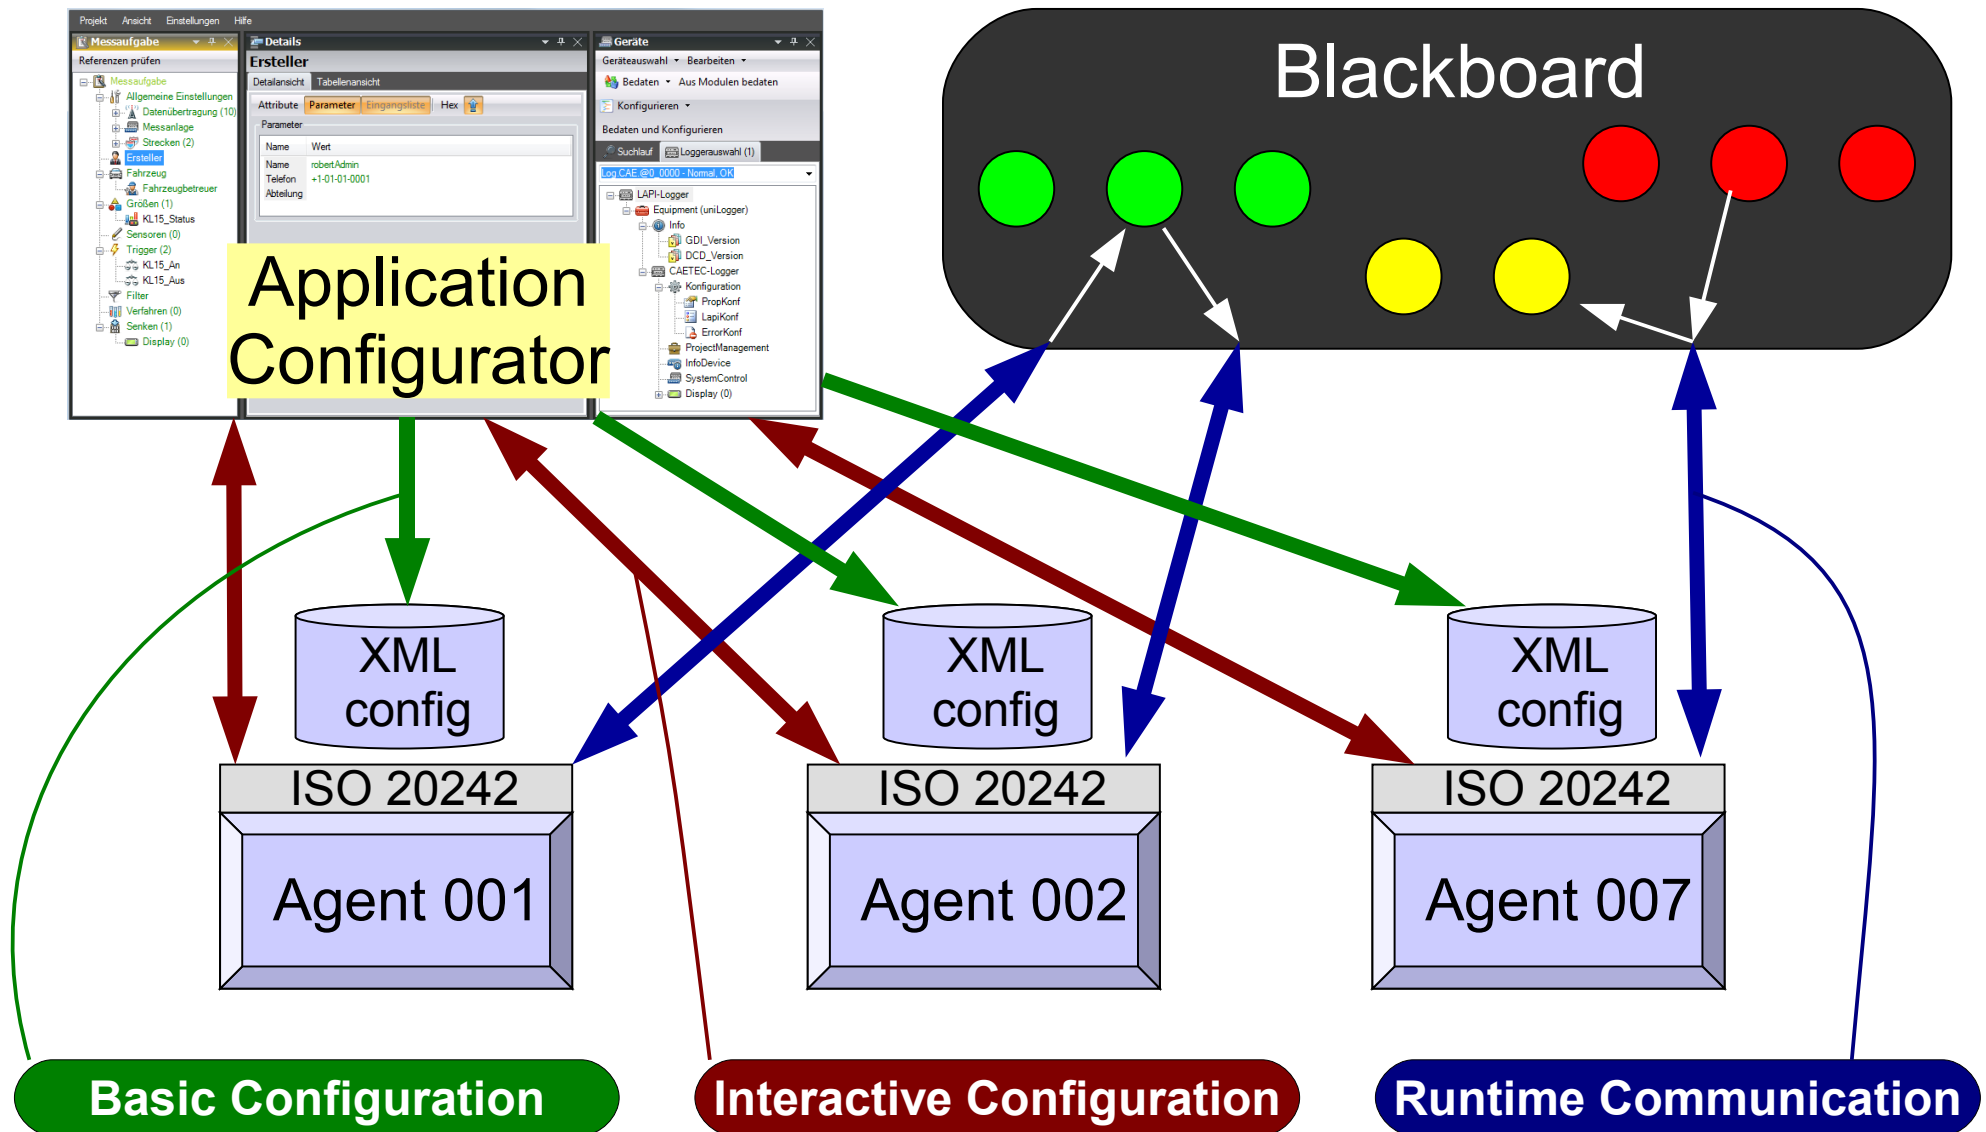 Projekt Ansicht Einstellungen Hilfe
Messaufgabe
Referenzen prüfen
Messaufgabe
Allgemeine Einstellungen
Datenübertragung (10)
Messanlage
Strecken (2)
Ersteller
Fahrzeug
Fahrzeugbetreuer
Größen (1)
KL15_Status
Sensoren (0)
Trigger (2)
KL15_An
KL15_Aus
Filter
Verfahren (0)
Senken (1)
Display (0)
Details
Ersteller
Detailansicht Tabellenansicht
Attribute Parameter Eingangsliste Hex
Parameter
Name Wert
Name robertAdmin
Telefon +1-01-01-0001
Abteilung
Geräte
Geräteauswahl Bearbeiten
Bedaten Aus Modulen bedaten
Konfigurieren
Bedaten und Konfigurieren
Suchlauf Loggerauswahl (1)
Log.CAE.@0_0000 - Normal, OK
LAPI-Logger
Equipment (uniLogger)
Info
GDI_Version
DCD_Version
CAETEC-Logger
Konfiguration
PropKonf
LapiKonf
ErrorKonf
ProjectManagement
InfoDevice
SystemControl
Display (0)
Application
Configurator
Blackboard
XML
config
XML
config
XML
config
ISO 20242
ISO 20242
ISO 20242
Agent 001
Agent 002
Agent 007
Basic Configuration
Interactive Configuration
Runtime Communication